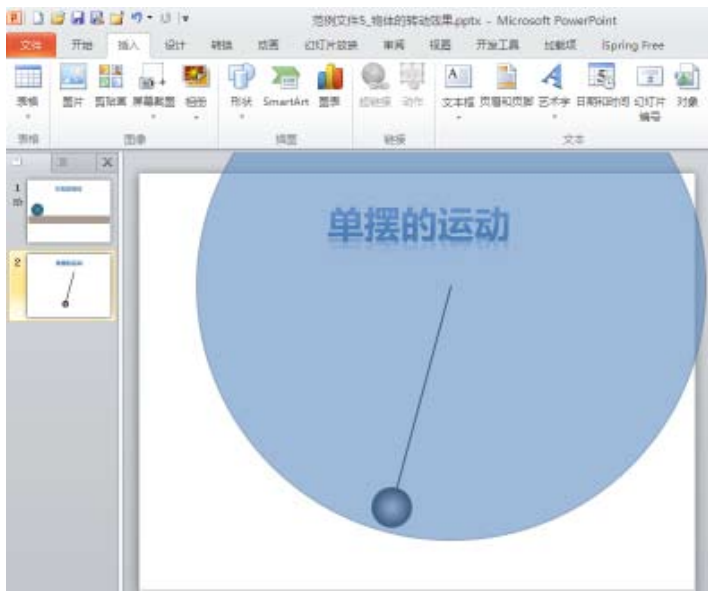 范例文件5_物体的转动效果.pptx - Microsoft PowerPoint
文件 开始 插入 设计 切换 动画 幻灯片放映 审阅 视图 开发工具 加载项 iSpring Free
表格 图片 剪贴画 屏幕截图 相册 形状 SmartArt 图表 超链接 动作 文本框 页眉和页脚 艺术字 日期和时间 幻灯片编号 对象
表格 图像 插图 链接 文本
1
2
单摆的运动